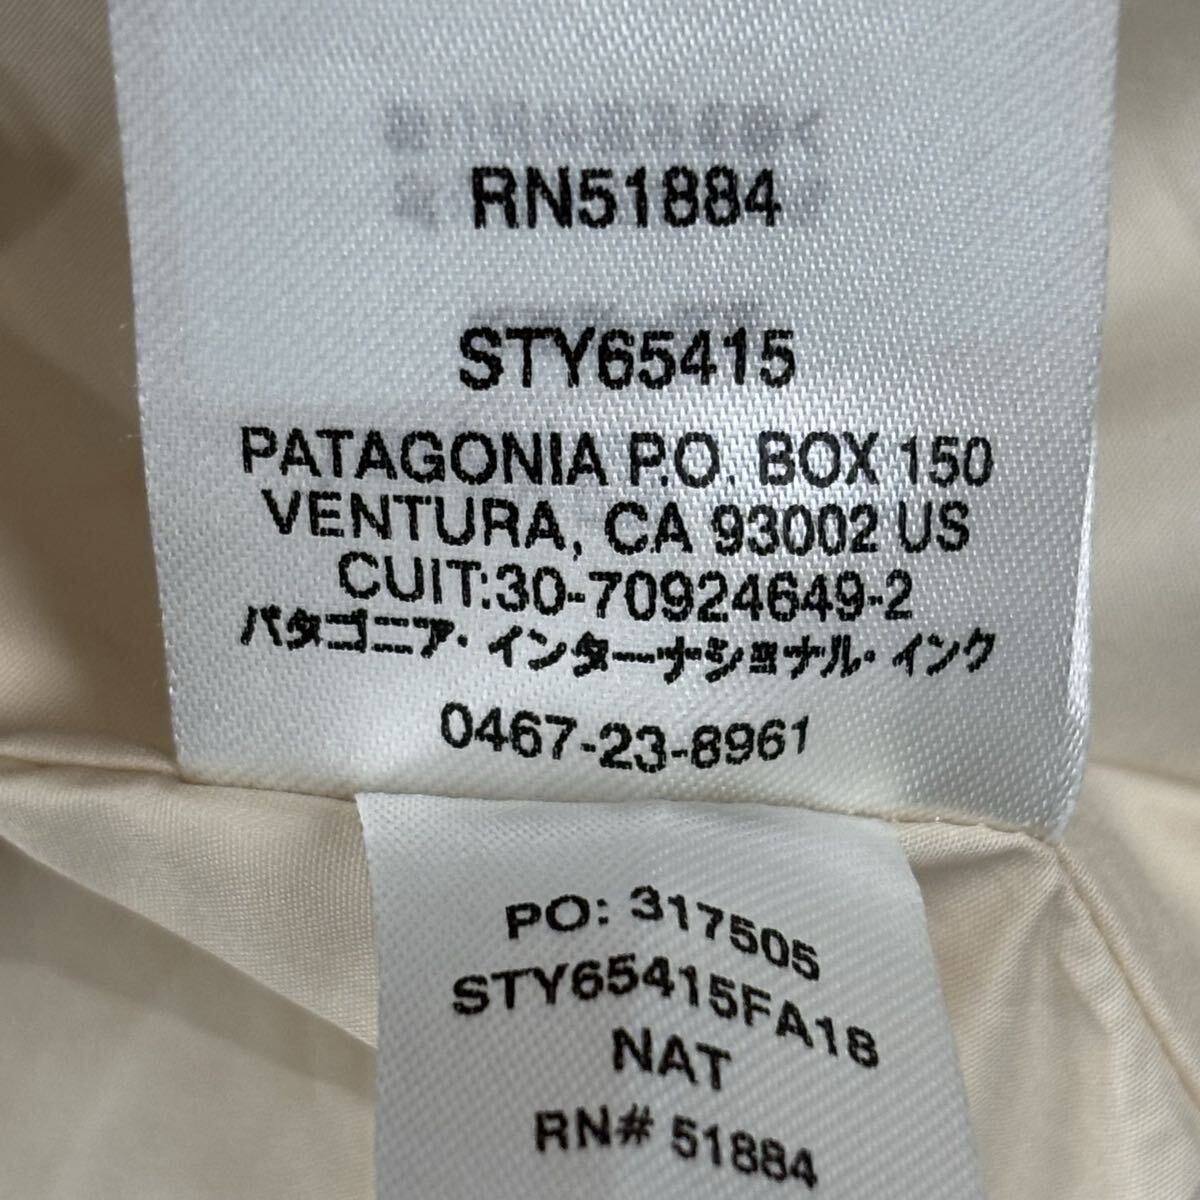 RN51884
STY65415
PATAGONIA P.O. BOX 150
VENTURA, CA 93002 US
CUIT:30-70924649-2
パタゴニア・インターナショナル・インク
0467-23-8961
PO: 317505
STY65415FA18
NAT
RN# 51884